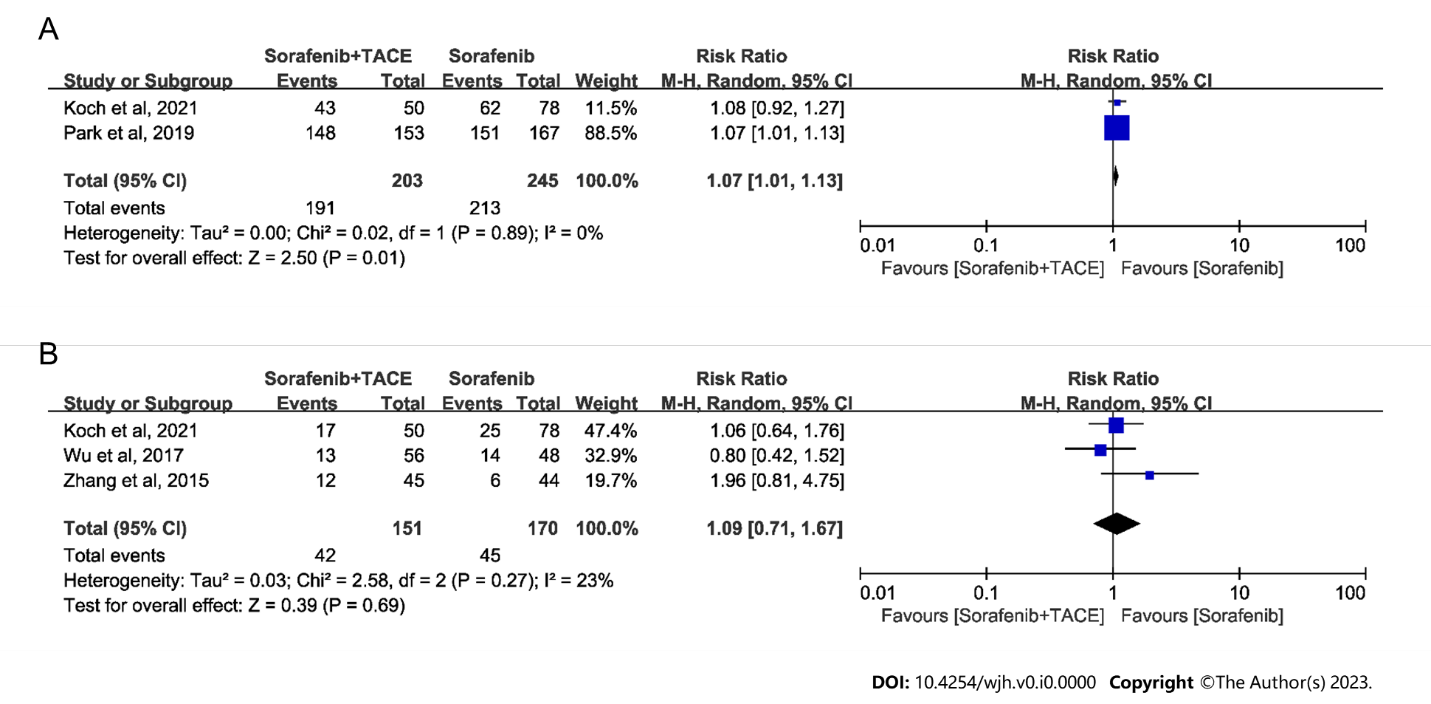 A
Sorafenib+TACE Sorafenib Risk Ratio Risk Ratio
Study or Subgroup Events Total Events Total Weight M-H, Random, 95% CI M-H, Random, 95% CI
Koch et al, 2021 43 50 62 78 11.5% 1.08 [0.92, 1.27]
Park et al, 2019 148 153 151 167 88.5% 1.07 [1.01, 1.13]
Total (95% CI) 203 245 100.0% 1.07 [1.01, 1.13]
Total events 191 213
Heterogeneity: Tau² = 0.00; Chi² = 0.02, df = 1 (P = 0.89); I² = 0%
Test for overall effect: Z = 2.50 (P = 0.01)
0.01 0.1 1 10 100
Favours [Sorafenib+TACE] Favours [Sorafenib]
B
Sorafenib+TACE Sorafenib Risk Ratio Risk Ratio
Study or Subgroup Events Total Events Total Weight M-H, Random, 95% CI M-H, Random, 95% CI
Koch et al, 2021 17 50 25 78 47.4% 1.06 [0.64, 1.76]
Wu et al, 2017 13 56 14 48 32.9% 0.80 [0.42, 1.52]
Zhang et al, 2015 12 45 6 44 19.7% 1.96 [0.81, 4.75]
Total (95% CI) 151 170 100.0% 1.09 [0.71, 1.67]
Total events 42 45
Heterogeneity: Tau² = 0.03; Chi² = 2.58, df = 2 (P = 0.27); I² = 23%
Test for overall effect: Z = 0.39 (P = 0.69)
0.01 0.1 1 10 100
Favours [Sorafenib+TACE] Favours [Sorafenib]
DOI: 10.4254/wjh.v0.i0.0000 Copyright ©The Author(s) 2023.